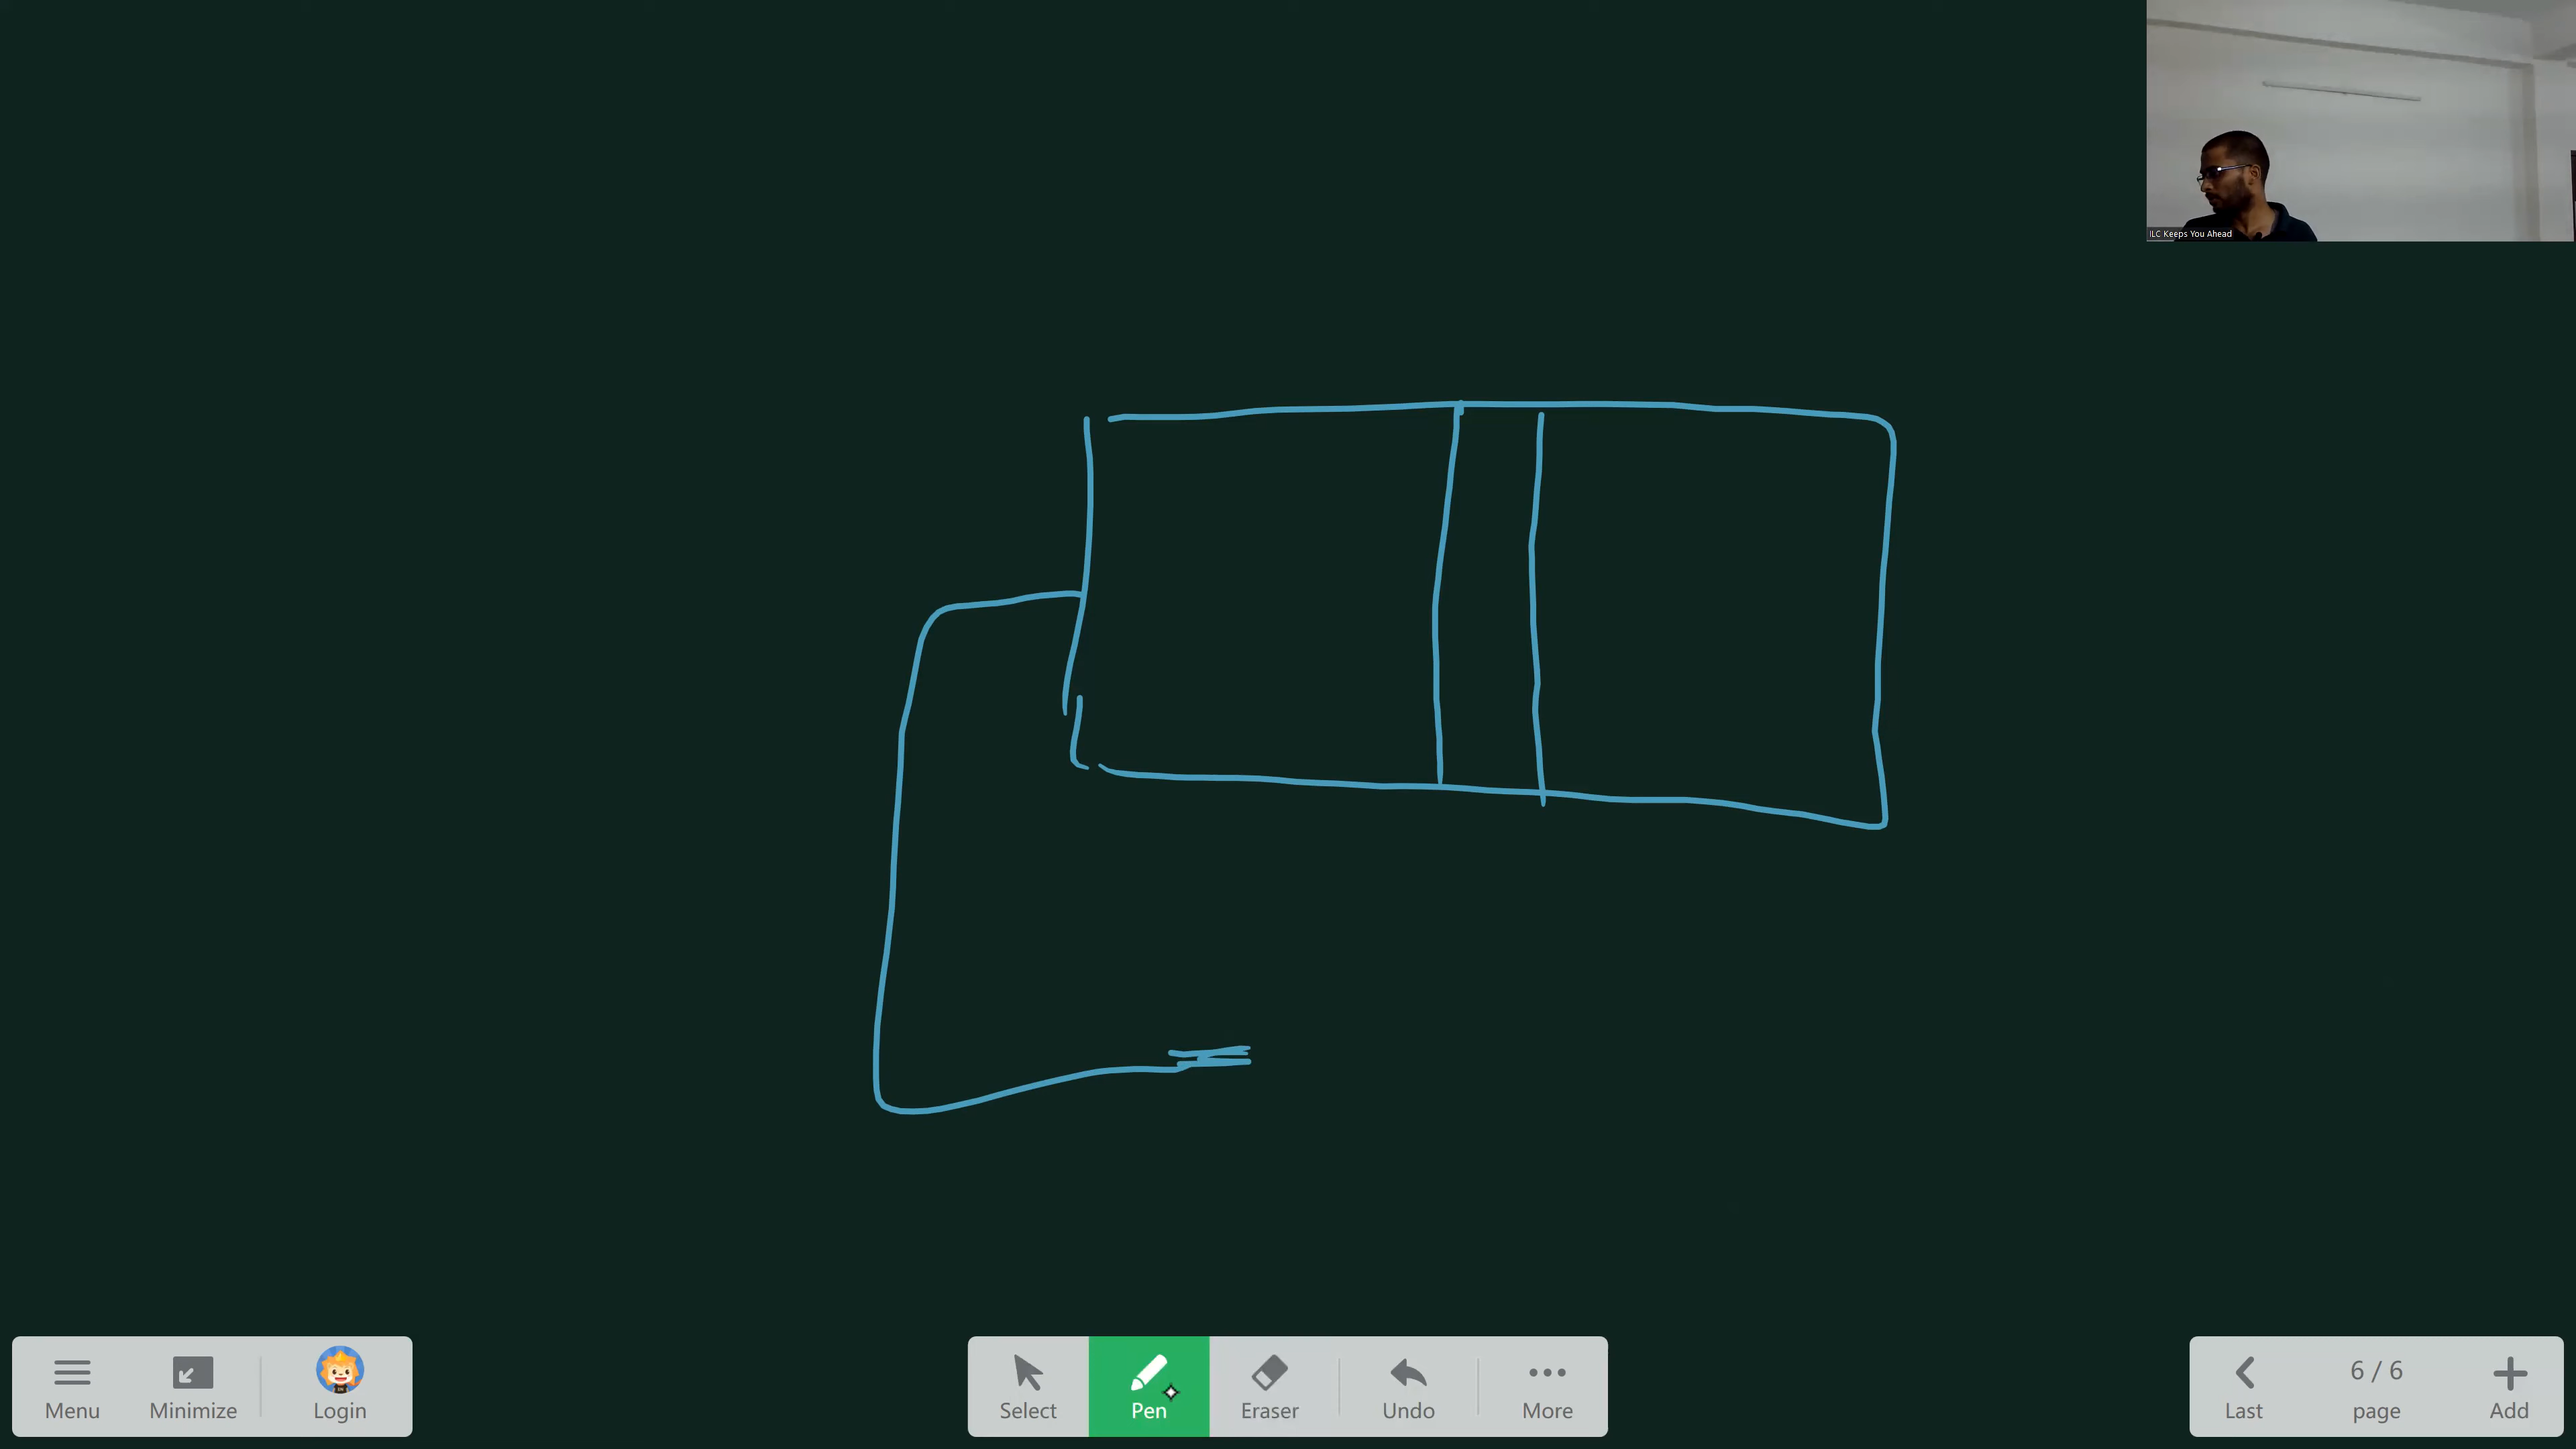 ILC Keeps You Ahead
Menu
Minimize
Login
Select
Pen
Eraser
Undo
More
Last
6 / 6
page
Add